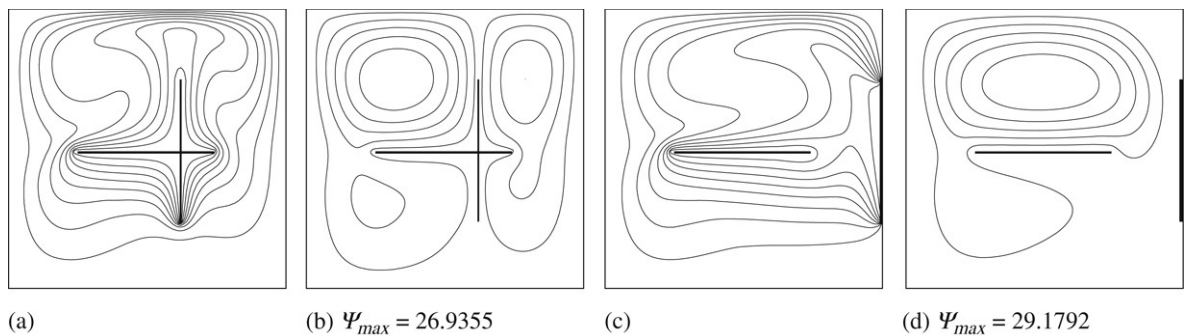 (a) (b) Ψmax = 26.9355 (c) (d) Ψmax = 29.1792